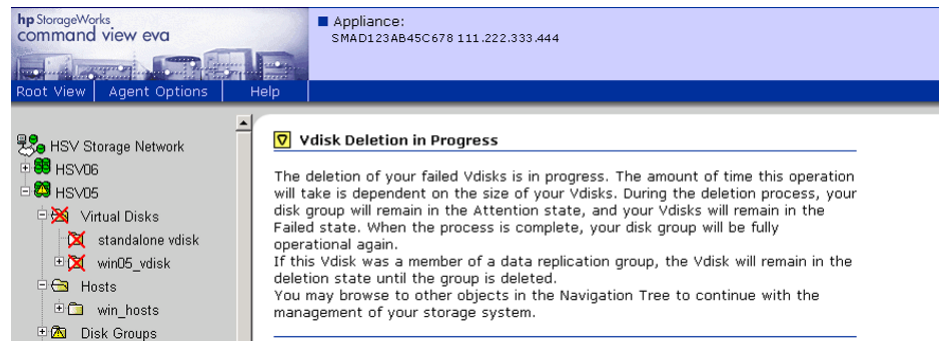 hp StorageWorks
command view eva
Appliance:
SMAD123AB45C678 111.222.333.444
Root View Agent Options Help
HSV Storage Network
HSV06
HSV05
Virtual Disks
standalone vdisk
win05_vdisk
Hosts
win_hosts
Disk Groups
Vdisk Deletion in Progress
The deletion of your failed Vdisks is in progress. The amount of time this operation
will take is dependent on the size of your Vdisks. During the deletion process, your
disk group will remain in the Attention state, and your Vdisks will remain in the
Failed state. When the process is complete, your disk group will be fully
operational again.
If this Vdisk was a member of a data replication group, the Vdisk will remain in the
deletion state until the group is deleted.
You may browse to other objects in the Navigation Tree to continue with the
management of your storage system.